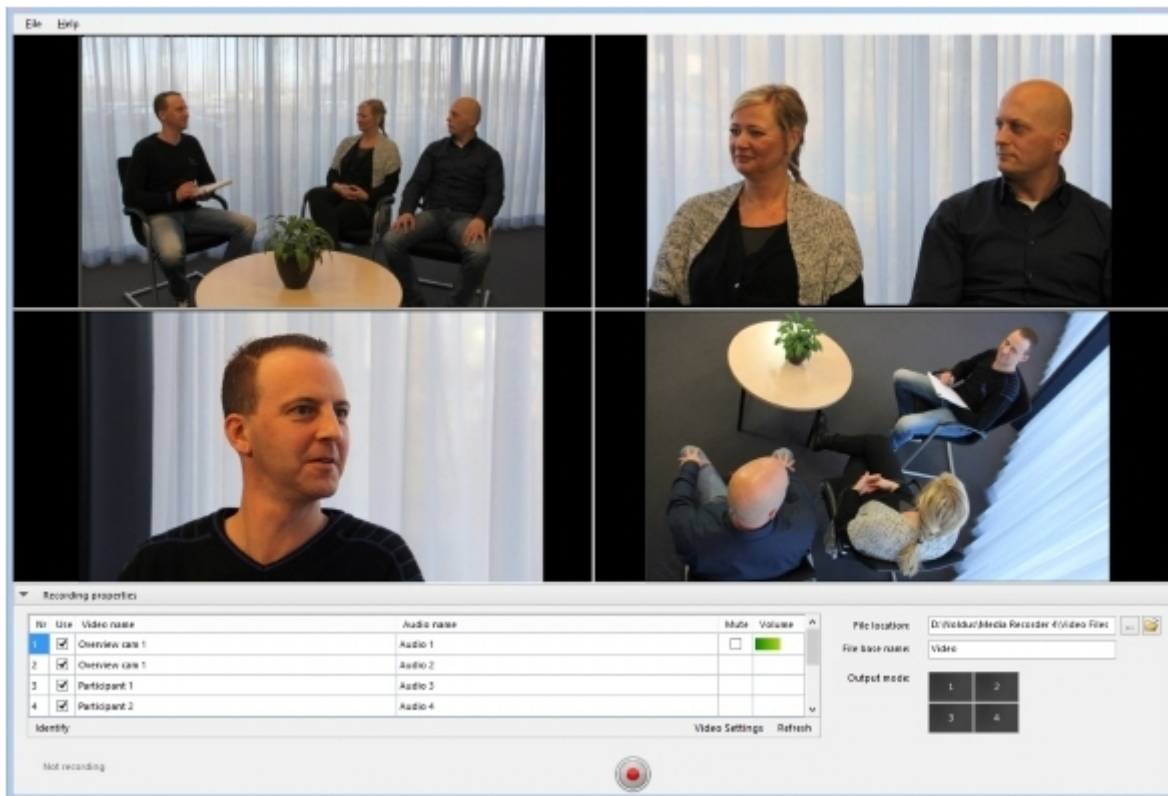 File Help
Recording properties
Nr Use Video name Audio name Mute Volume
1 Overview cam 1 Audio 1
2 Overview cam 1 Audio 2
3 Participant 1 Audio 3
4 Participant 2 Audio 4
Identify Video Settings Refresh
File location: D:\Noldus\Media Recorder 4\Video Files ...
File base name: Video
Output mode:
1 2
3 4
Not recording